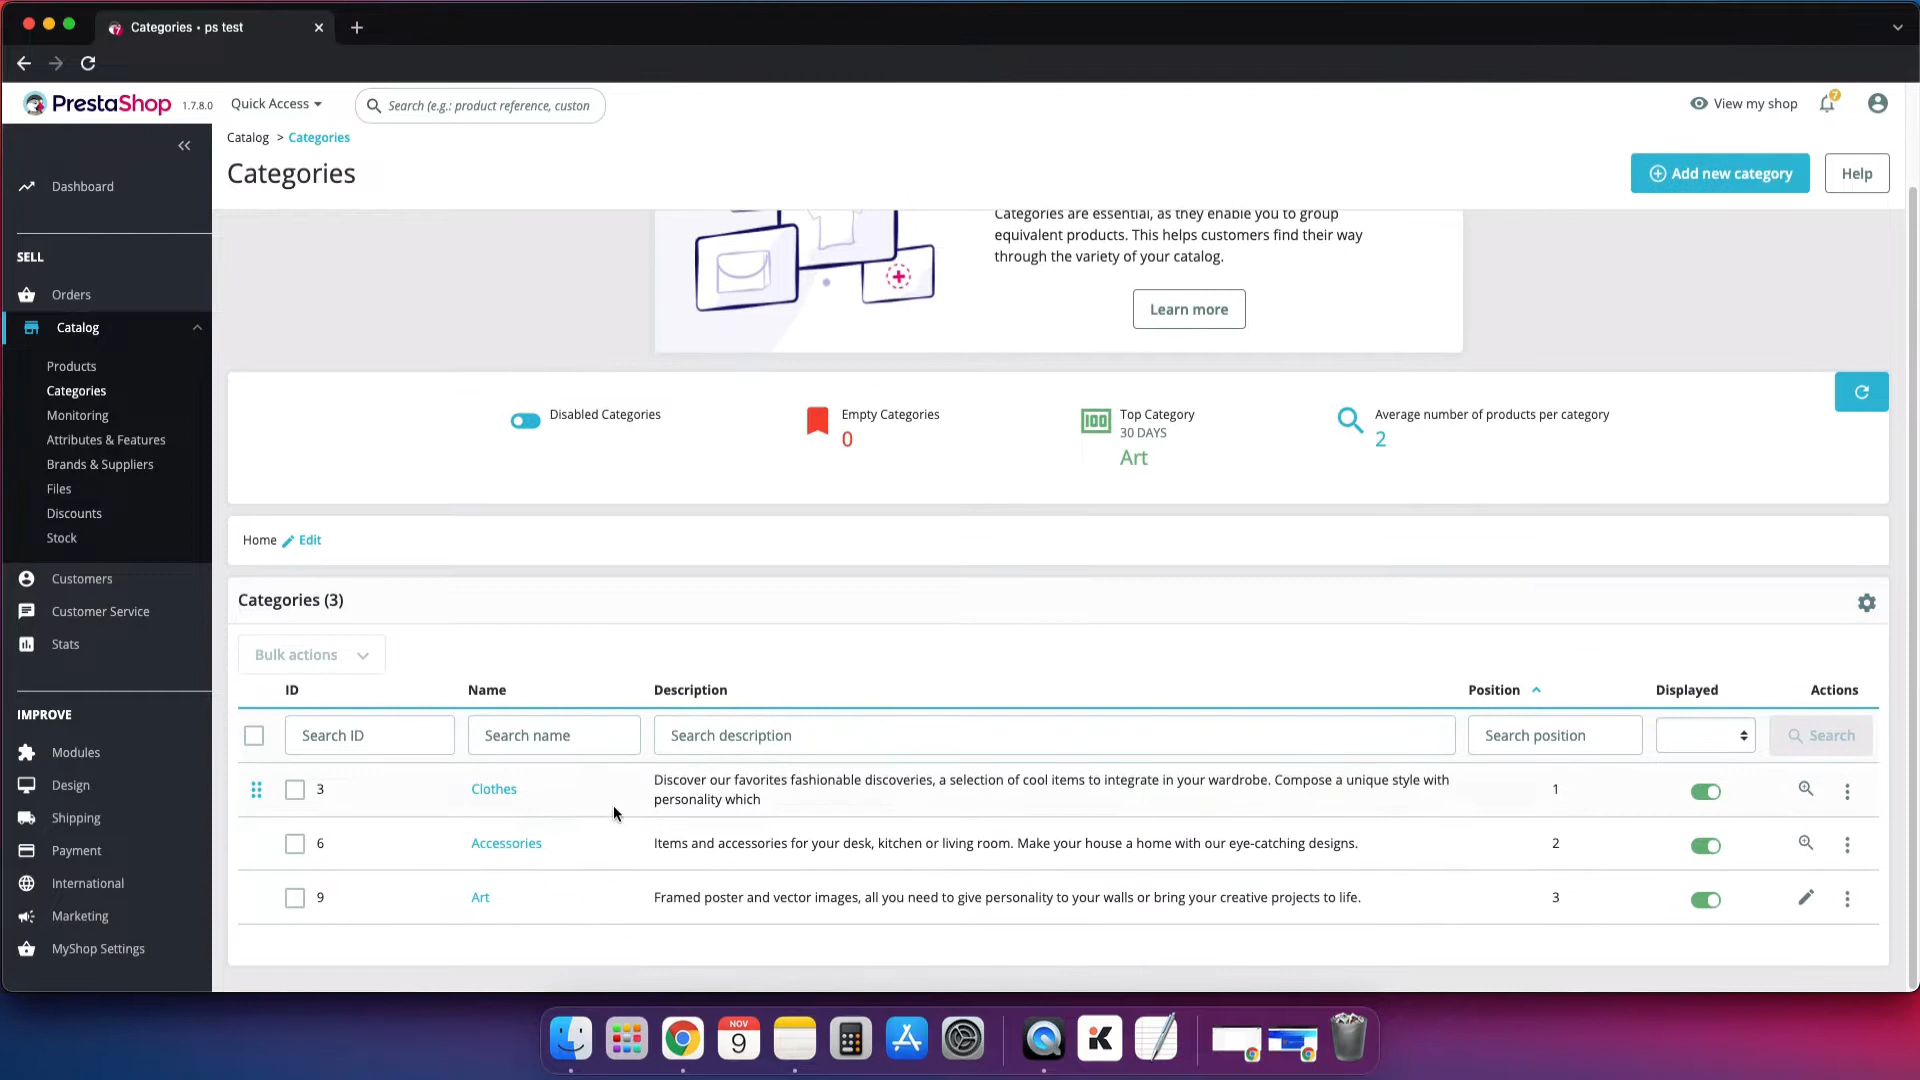 Categories • ps test
PrestaShop 1.7.8.0
Quick Access
Search (e.g.: product reference, custon
View my shop
7
Catalog > Categories
Categories
Add new category
Help
Dashboard
SELL
Orders
Catalog
Products
Categories
Monitoring
Attributes & Features
Brands & Suppliers
Files
Discounts
Stock
Customers
Customer Service
Stats
IMPROVE
Modules
Design
Shipping
Payment
International
Marketing
MyShop Settings
Categories are essential, as they enable you to group
equivalent products. This helps customers find their way
through the variety of your catalog.
Learn more
Disabled Categories
Empty Categories
0
100
Top Category
30 DAYS
Art
Average number of products per category
2
Home Edit
Categories (3)
Bulk actions
ID Name Description Position Displayed Actions
Search ID Search name Search description Search position Search
3 Clothes Discover our favorites fashionable discoveries, a selection of cool items to integrate in your wardrobe. Compose a unique style with 1
personality which
6 Accessories Items and accessories for your desk, kitchen or living room. Make your house a home with our eye-catching designs. 2
9 Art Framed poster and vector images, all you need to give personality to your walls or bring your creative projects to life. 3
NOV
9